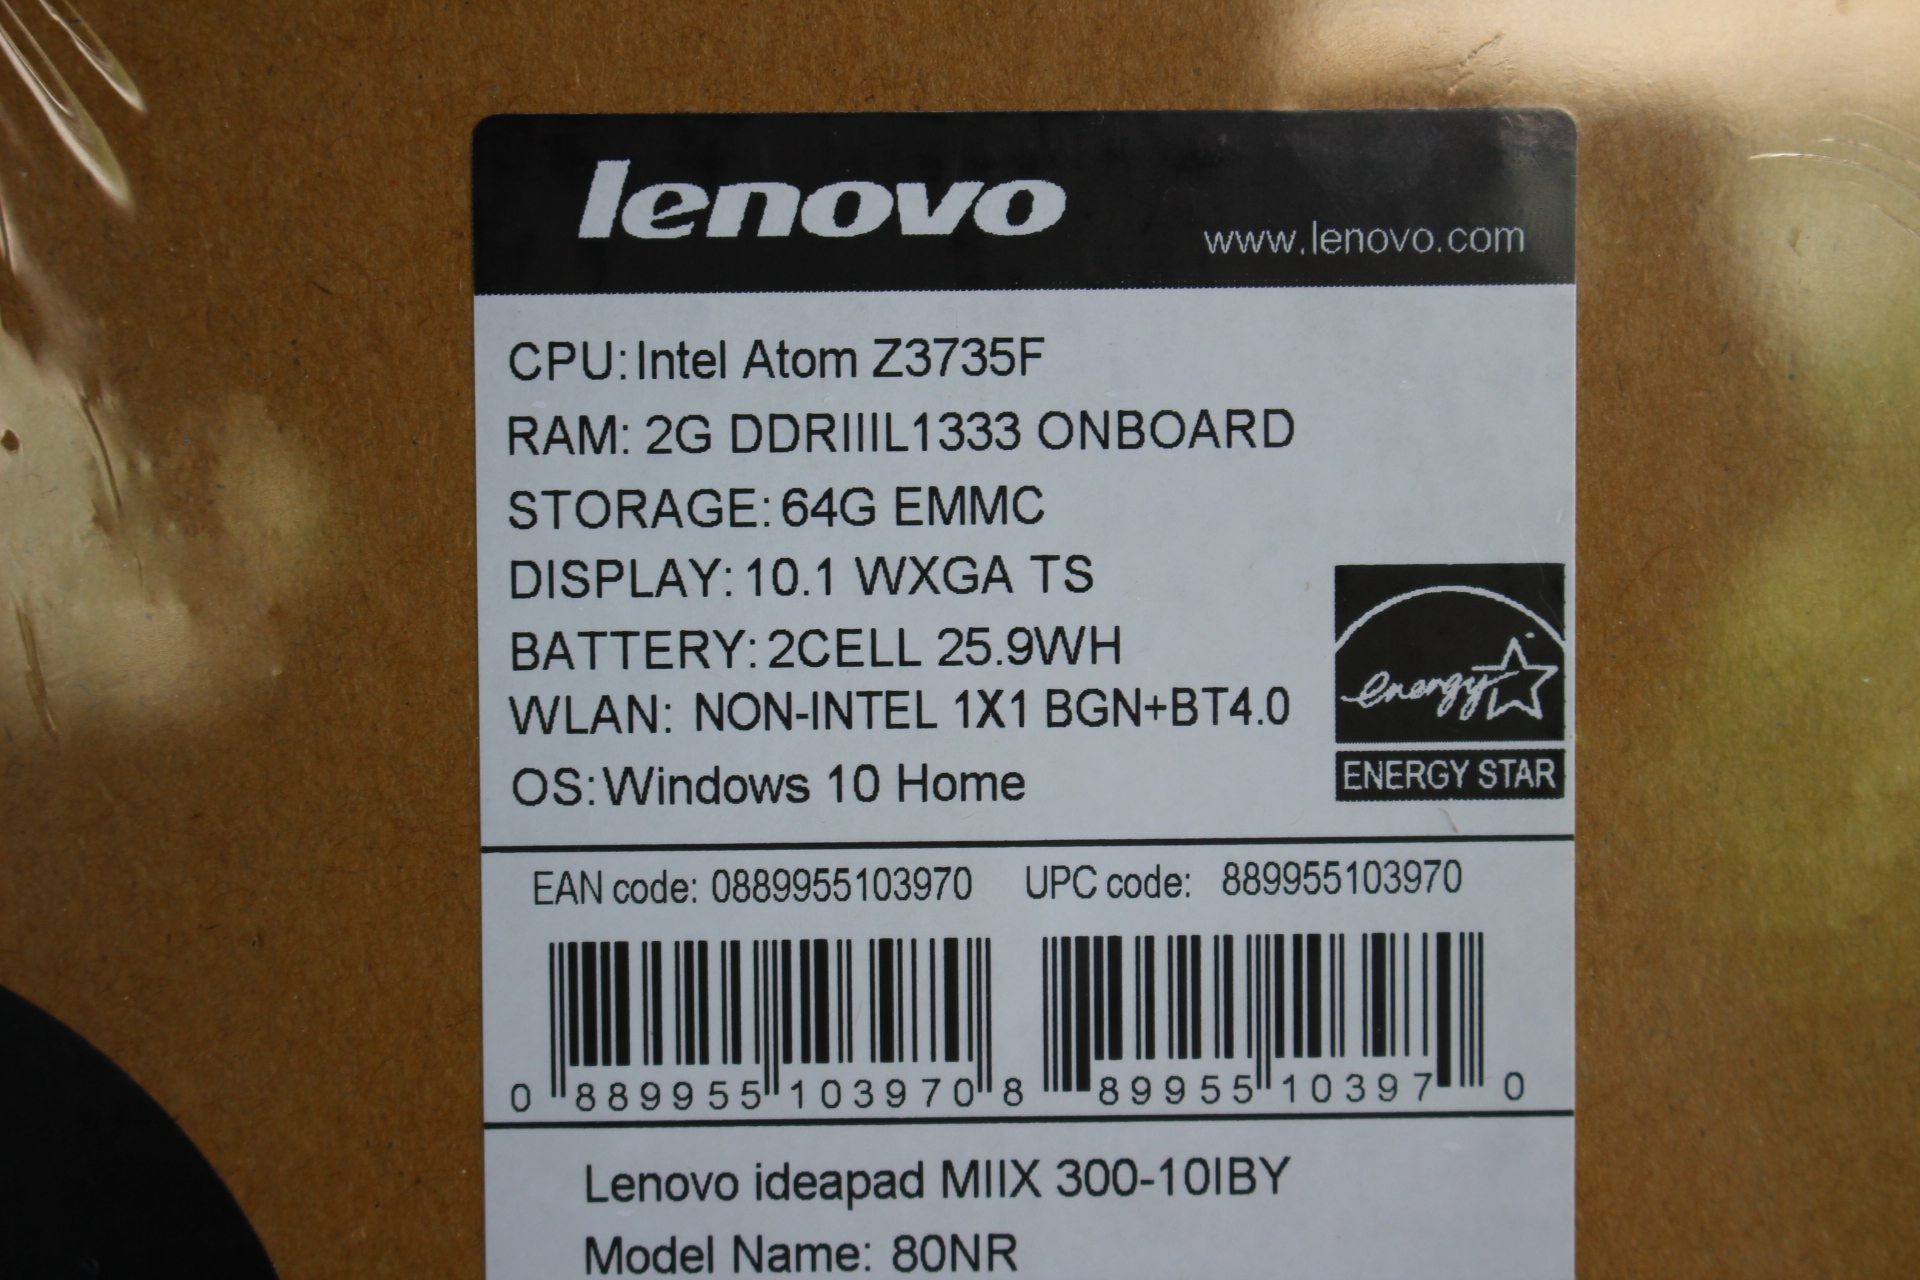 lenovo
www.lenovo.com
CPU: Intel Atom Z3735F
RAM: 2G DDRIIIL1333 ONBOARD
STORAGE: 64G EMMC
DISPLAY: 10.1 WXGA TS
BATTERY: 2CELL 25.9WH
WLAN: NON-INTEL 1X1 BGN+BT4.0
OS: Windows 10 Home
energy
ENERGY STAR
EAN code: 0889955103970 UPC code: 889955103970
0 889955 103970 8 89955 10397 0
Lenovo ideapad MIIX 300-10IBY
Model Name: 80NR